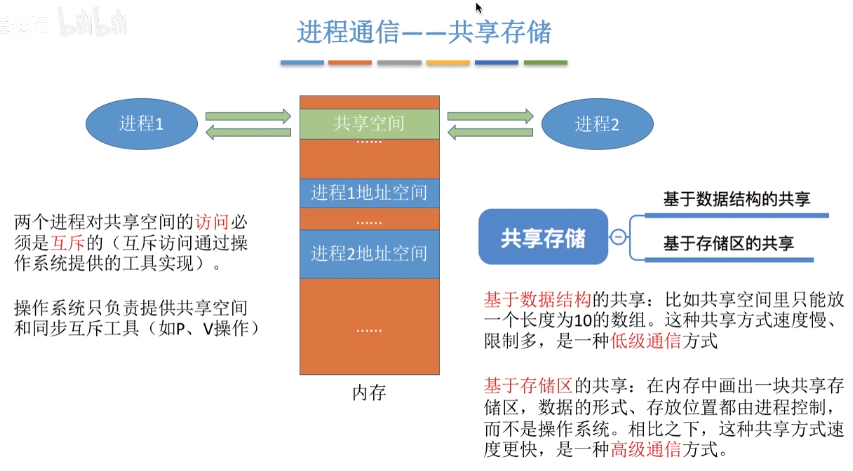 bilibili
进程通信——共享存储
进程1
共享空间
进程2
......
进程1地址空间
......
进程2地址空间
......
内存
两个进程对共享空间的访问必
须是互斥的（互斥访问通过操
作系统提供的工具实现）。
操作系统只负责提供共享空间
和同步互斥工具（如P、V操作）
共享存储
基于数据结构的共享
基于存储区的共享
基于数据结构的共享：比如共享空间里只能放
一个长度为10的数组。这种共享方式速度慢、
限制多，是一种低级通信方式
基于存储区的共享：在内存中画出一块共享存
储区，数据的形式、存放位置都由进程控制，
而不是操作系统。相比之下，这种共享方式速
度更快，是一种高级通信方式。